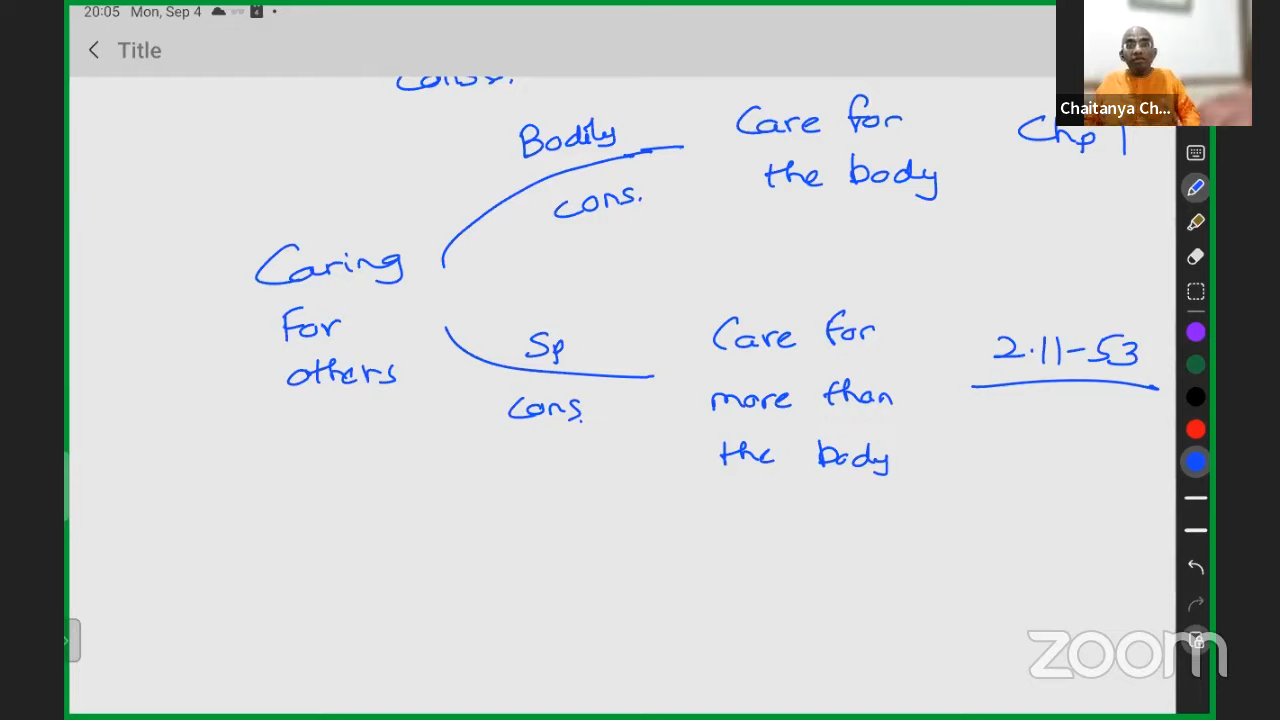 20:05 Mon, Sep 4
Title
Chaitanya Ch...
consc.
Bodily
cons.
Care for
the body
Chp 1
Caring
For
others
Sp
cons.
Care for
more than
the body
2.11-53
zoom